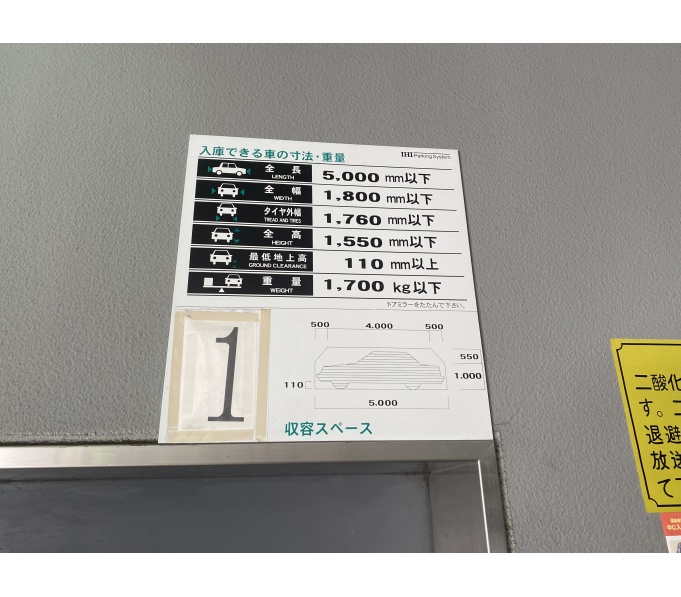 入庫できる車の寸法・重量
IHI Parking System
全長 LENGTH 5,000 mm以下
全幅 WIDTH 1,800 mm以下
タイヤ外幅 TREAD AND TIRES 1,760 mm以下
全高 HEIGHT 1,550 mm以下
最低地上高 GROUND CLEARANCE 110 mm以上
重量 WEIGHT 1,700 kg以下
ドアミラーをたたんで下さい。
1
500 4.000 500
550
1.000
110
5.000
収容スペース
二酸化
す。
退避
放送